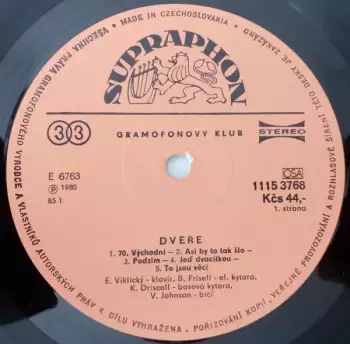 MADE IN CZECHOSLOVAKIA
VŠECHNA PRÁVA GRAMOFONOVÉHO VÝROBCE A VLASTNÍKŮ AUTORSKÝCH PRÁV K DÍLU VYHRAŽENA. POŘIZOVÁNÍ KOPIÍ, VEŘEJNÉ PROVOZOVÁNÍ A ROZHLASOVÉ ŠÍŘENÍ TÉTO DESKY JE ZAKÁZÁNO
SUPRAPHON
33
GRAMOFONOVÝ KLUB
STEREO
E 6763
Ⓟ 1985
85 1
OSA
1115 3768
Kčs 44,-
1. strana
DVEŘE
1. 70. Východní – 2. Asi by to tak šlo –
3. Podzim – 4. Jeď dvacítkou –
5. To jsou věci
E. Viklický - klavír, B. Frisell - el. kytara,
K. Driscoll - basová kytara,
V. Johnson - bicí